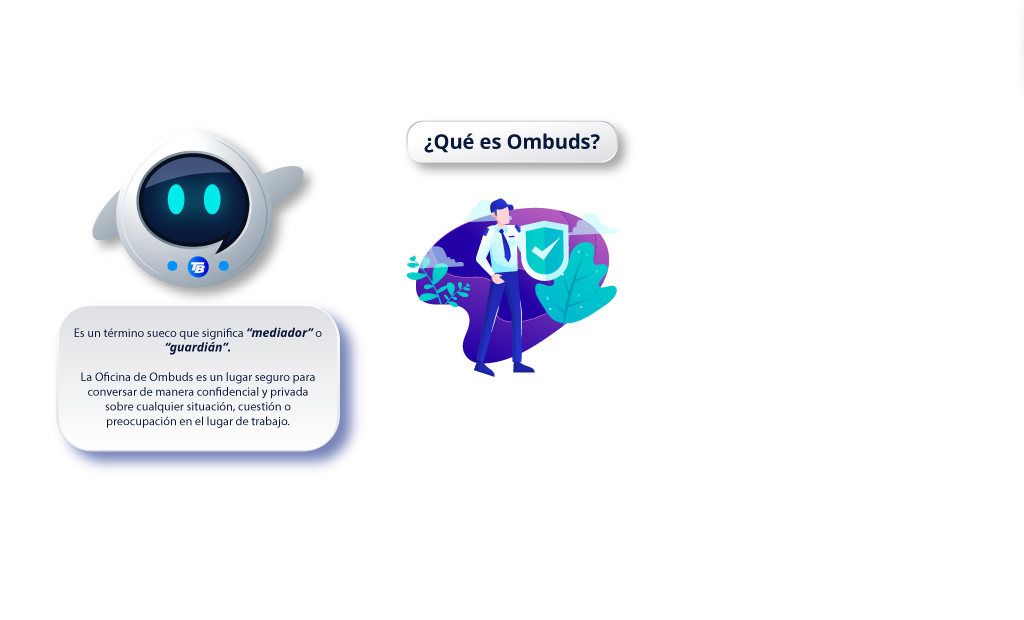 ¿Qué es Ombuds?
TB
Es un término sueco que significa “mediador” o
“guardián”.
La Oficina de Ombuds es un lugar seguro para
conversar de manera confidencial y privada
sobre cualquier situación, cuestión o
preocupación en el lugar de trabajo.